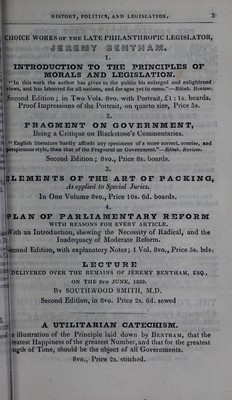 HISTORY, POLITICS, AND LEGISLATION. 3
CHOICE WORKS OF THE LATE PHILANTHROPIC LEGISLATOR,
JEREMY BENTHAM.
1.
INTRODUCTION TO THE PRINCIPLES OF
MORALS AND LEGISLATION.
"In this work the author has given to the public his enlarged and enlightened
views, and has laboured for all nations, and for ages yet to come."—Edinb. Review.
Second Edition; in Two Vols. 8vo. with Portrait, £1 : 1s. boards.
Proof Impressions of the Portrait, on quarto size, Price 5s.
2.
FRAGMENT ON GOVERNMENT,
Being a Critique on Blackstone's Commentaries.
"English literature hardly affords any specimens of a more correct, concise, and
perspicuous style, than that of the Fragment on Government."—Edinb. Review.
Second Edition; 8vo., Price 8s. boards.
3.
ELEMENTS OF THE ART OF PACKING,
As applied to Special Juries.
In One Volume 8vo., Price 10s. 6d. boards.
4.
PLAN OF PARLIAMENTARY REFORM
WITH REASONS FOR EVERY ARTICLE.
With an Introduction, shewing the Necessity of Radical, and the
Inadequacy of Moderate Reform.
Second Edition, with explanatory Notes; 1 Vol. 8vo., Price 5s. bds.
LECTURE
DELIVERED OVER THE REMAINS OF JEREMY BENTHAM, ESQ.,
ON THE 9TH JUNE, 1832.
BY SOUTHWOOD SMITH, M.D.
Second Edition, in 8vo. Price 2s. 6d. sewed
A UTILITARIAN CATECHISM.
illustration of the Principle laid down by BENTHAM, that the
Greatest Happiness of the greatest Number, and that for the greatest
length of Time, should be the object of all Governments.
8vo., Price 2s. stitched.